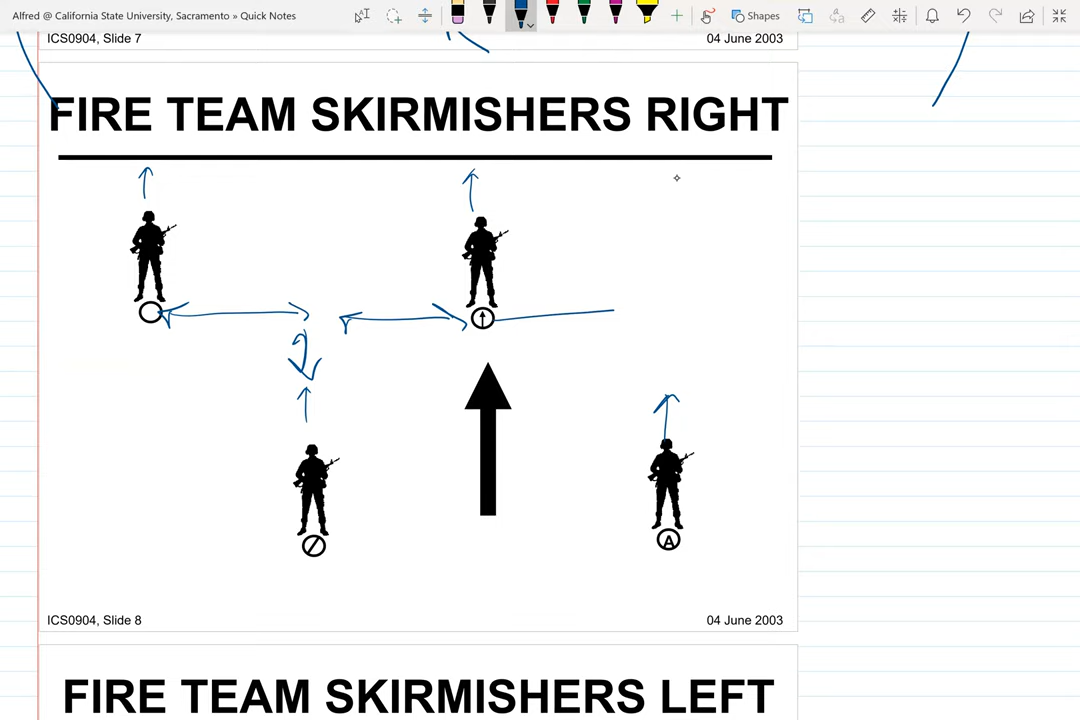 Alfred @ California State University, Sacramento » Quick Notes
Shapes
ICS0904, Slide 7
04 June 2003
FIRE TEAM SKIRMISHERS RIGHT
A
ICS0904, Slide 8
04 June 2003
FIRE TEAM SKIRMISHERS LEFT